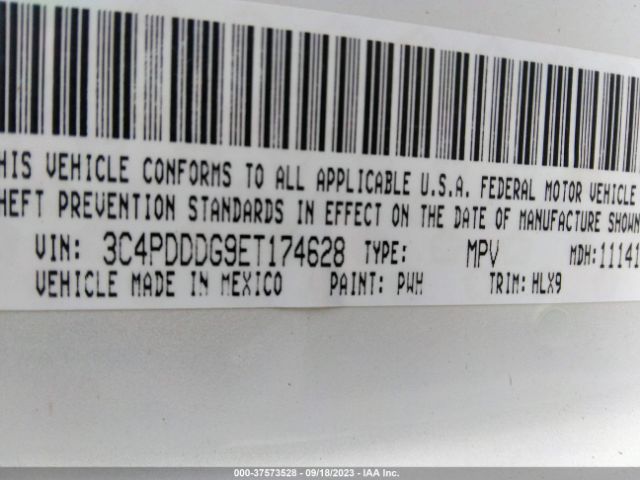 HIS VEHICLE CONFORMS TO ALL APPLICABLE U.S.A. FEDERAL MOTOR VEHICLE
HEFT PREVENTION STANDARDS IN EFFECT ON THE DATE OF MANUFACTURE SHOWN
VIN: 3C4PDDDG9ET174628 TYPE: MPV MDH: 11141
VEHICLE MADE IN MEXICO PAINT: PWH TRIM: HLX9
000-37573528 - 09/18/2023 - IAA Inc.